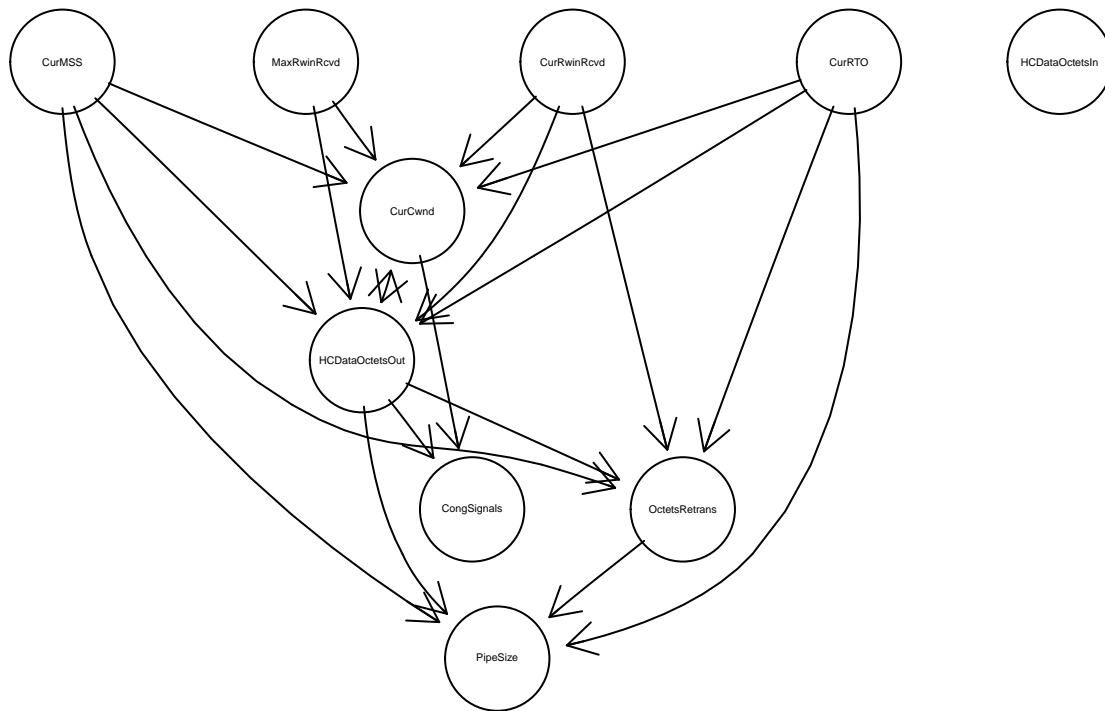 CurMSS
MaxRwinRcvd
CurRwinRcvd
CurRTO
HCDataOctetsIn
CurCwnd
HCDataOctetsOut
CongSignals
OctetsRetrans
PipeSize